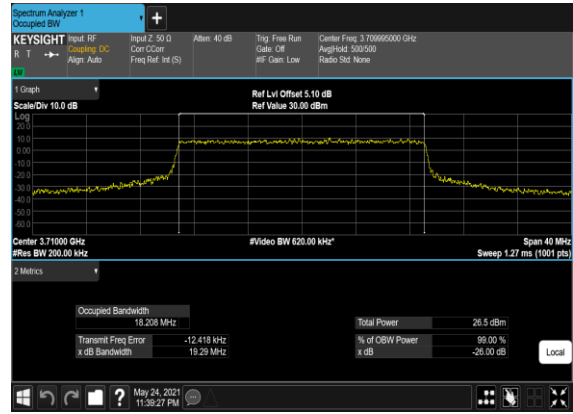 Spectrum Analyzer 1
Occupied BW
+
KEYSIGHT Input: RF Input Z: 50 Ω Atten: 40 dB Trig: Free Run Center Freq: 3.709995000 GHz
R T Coupling: DC Corr CCorr Gate: Off Avg|Hold: 500/500
Align: Auto Freq Ref: Int (S) #IF Gain: Low Radio Std: None
LW
1 Graph
Ref Lvl Offset 5.10 dB
Scale/Div 10.0 dB Ref Value 30.00 dBm
Log
20.0
10.0
0.00
-10.0
-20.0
-30.0
-40.0
-50.0
-60.0
Center 3.71000 GHz #Video BW 620.00 kHz* Span 40 MHz
#Res BW 200.00 kHz Sweep 1.27 ms (1001 pts)
2 Metrics
Occupied Bandwidth
18.208 MHz Total Power 26.5 dBm
Transmit Freq Error -12.418 kHz % of OBW Power 99.00 %
x dB Bandwidth 19.29 MHz x dB -26.00 dB
Local
? May 24, 2021
11:39:27 PM